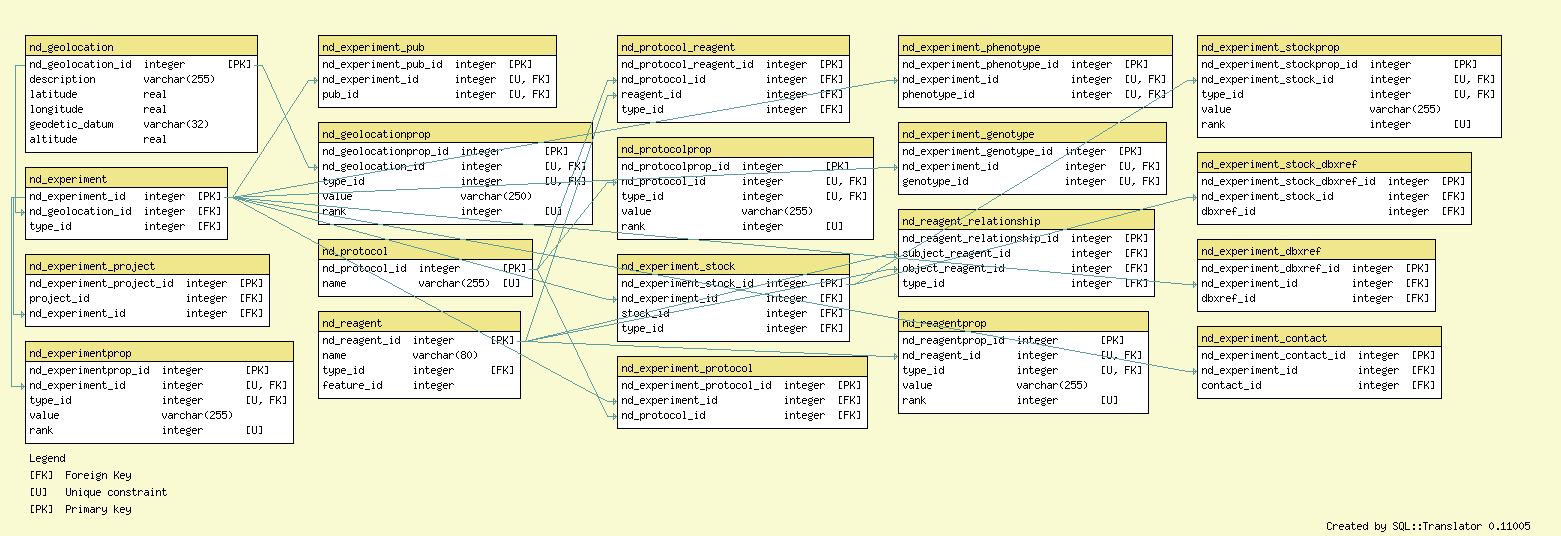 nd_geolocation
nd_geolocation_id integer [PK]
description varchar(255)
latitude real
longitude real
geodetic_datum varchar(32)
altitude real
nd_experiment
nd_experiment_id integer [PK]
nd_geolocation_id integer [FK]
type_id integer [FK]
nd_experiment_project
nd_experiment_project_id integer [PK]
project_id integer [FK]
nd_experiment_id integer [FK]
nd_experimentprop
nd_experimentprop_id integer [PK]
nd_experiment_id integer [U, FK]
type_id integer [U, FK]
value varchar(255)
rank integer [U]
Legend
[FK] Foreign Key
[U] Unique constraint
[PK] Primary key
nd_experiment_pub
nd_experiment_pub_id integer [PK]
nd_experiment_id integer [U, FK]
pub_id integer [U, FK]
nd_geolocationprop
nd_geolocationprop_id integer [PK]
nd_geolocation_id integer [U, FK]
type_id integer [U, FK]
value varchar(250)
rank integer [U]
nd_protocol
nd_protocol_id integer [PK]
name varchar(255) [U]
nd_reagent
nd_reagent_id integer [PK]
name varchar(80)
type_id integer [FK]
feature_id integer
nd_protocol_reagent
nd_protocol_reagent_id integer [PK]
nd_protocol_id integer [FK]
reagent_id integer [FK]
type_id integer [FK]
nd_protocolprop
nd_protocolprop_id integer [PK]
nd_protocol_id integer [U, FK]
type_id integer [U, FK]
value varchar(255)
rank integer [U]
nd_experiment_stock
nd_experiment_stock_id integer [PK]
nd_experiment_id integer [FK]
stock_id integer [FK]
type_id integer [FK]
nd_experiment_protocol
nd_experiment_protocol_id integer [PK]
nd_experiment_id integer [FK]
nd_protocol_id integer [FK]
nd_experiment_phenotype
nd_experiment_phenotype_id integer [PK]
nd_experiment_id integer [U, FK]
phenotype_id integer [U, FK]
nd_experiment_genotype
nd_experiment_genotype_id integer [PK]
nd_experiment_id integer [U, FK]
genotype_id integer [U, FK]
nd_reagent_relationship
nd_reagent_relationship_id integer [PK]
subject_reagent_id integer [FK]
object_reagent_id integer [FK]
type_id integer [FK]
nd_reagentprop
nd_reagentprop_id integer [PK]
nd_reagent_id integer [U, FK]
type_id integer [U, FK]
value varchar(255)
rank integer [U]
nd_experiment_stockprop
nd_experiment_stockprop_id integer [PK]
nd_experiment_stock_id integer [U, FK]
type_id integer [U, FK]
value varchar(255)
rank integer [U]
nd_experiment_stock_dbxref
nd_experiment_stock_dbxref_id integer [PK]
nd_experiment_stock_id integer [FK]
dbxref_id integer [FK]
nd_experiment_dbxref
nd_experiment_dbxref_id integer [PK]
nd_experiment_id integer [FK]
dbxref_id integer [FK]
nd_experiment_contact
nd_experiment_contact_id integer [PK]
nd_experiment_id integer [FK]
contact_id integer [FK]
Created by SQL::Translator 0.11005